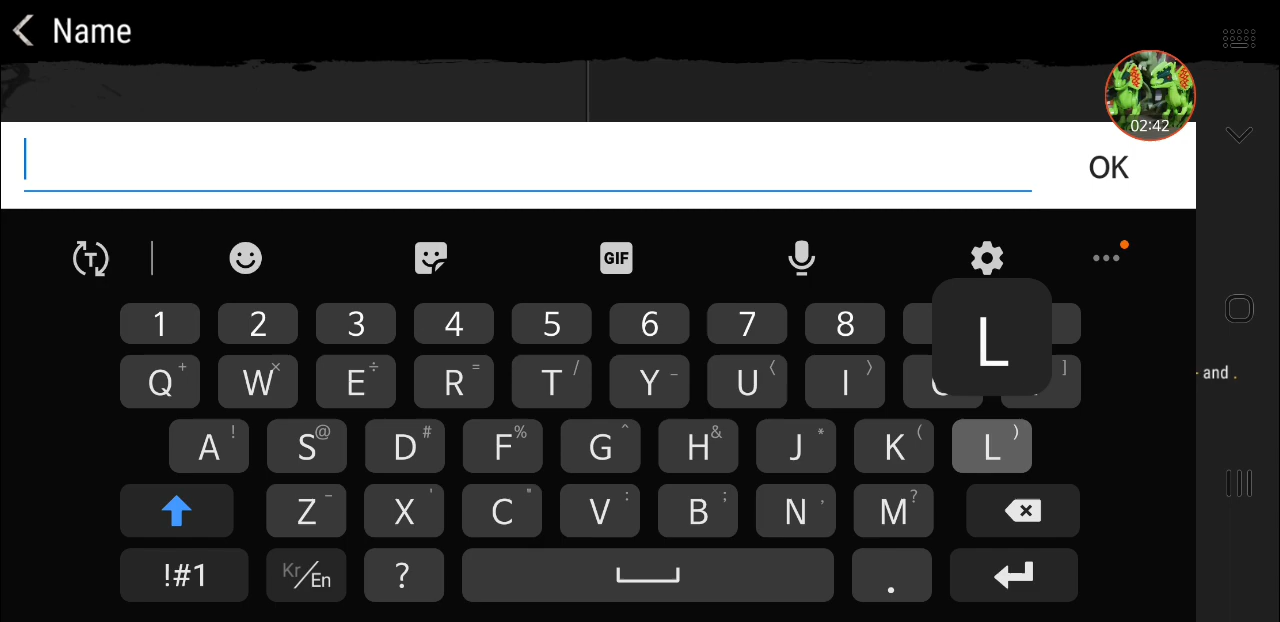 Name
02:42
OK
T
GIF
1 2 3 4 5 6 7 8
L
Q + W × E ÷ R = T / Y _ U 〈 I 〉 ]
- and .
A ! S @ D # F % G ^ H & J * K ( L )
Z - X ' C " V : B ; N , M ?
!#1 Kr/En ? .